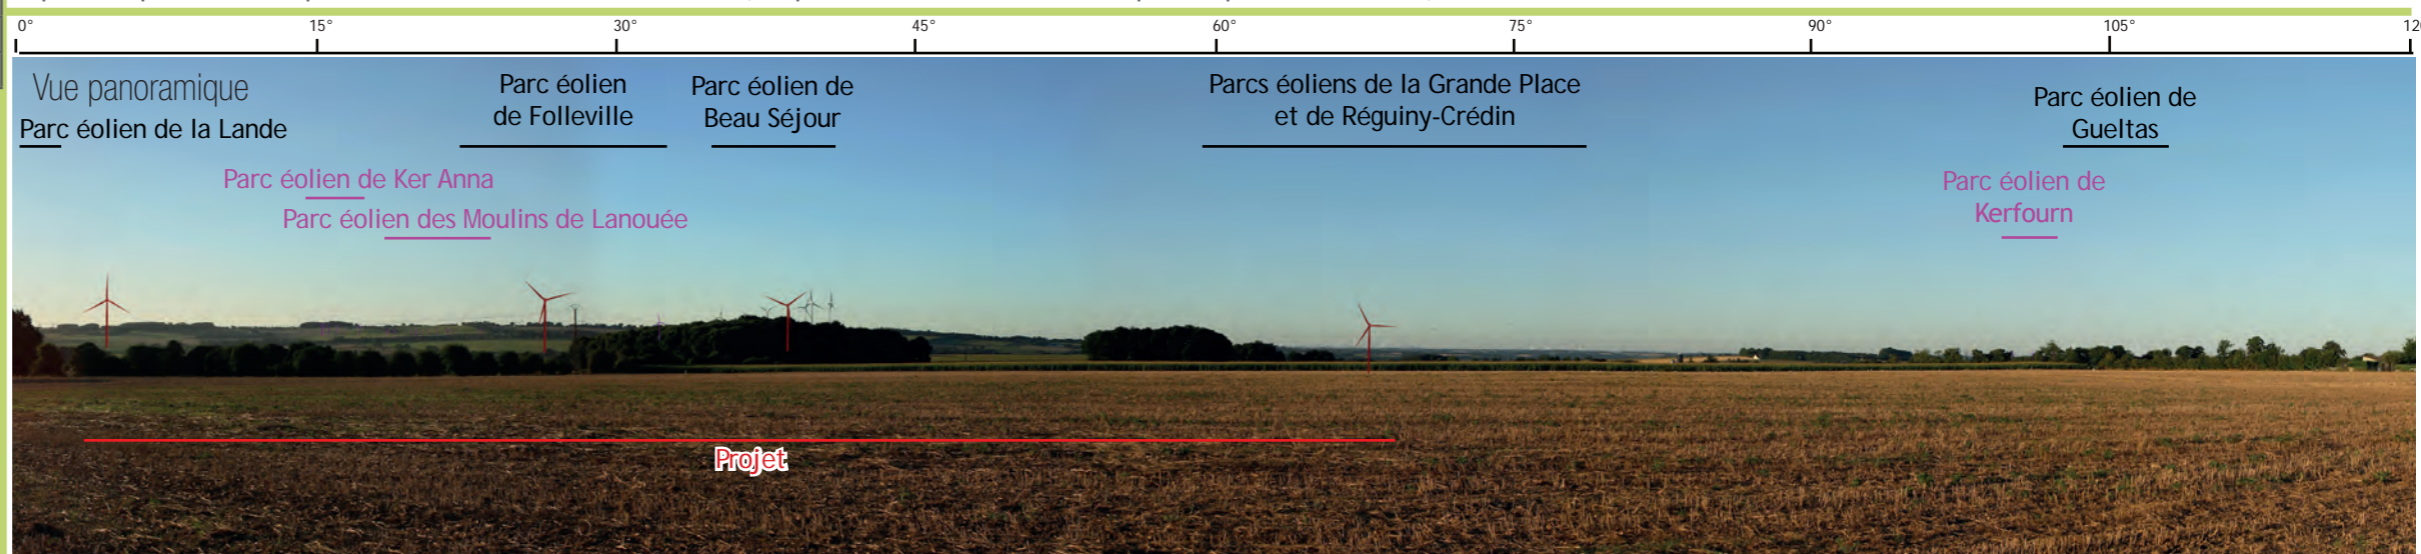 0° 15° 30° 45° 60° 75° 90° 105°
Vue panoramique
Parc éolien de la Lande
Parc éolien
de Folleville
Parc éolien de
Beau Séjour
Parcs éoliens de la Grande Place
et de Réguiny-Crédin
Parc éolien de
Gueltas
Parc éolien de Ker Anna
Parc éolien des Moulins de Lanouée
Parc éolien de
Kerfourn
Projet